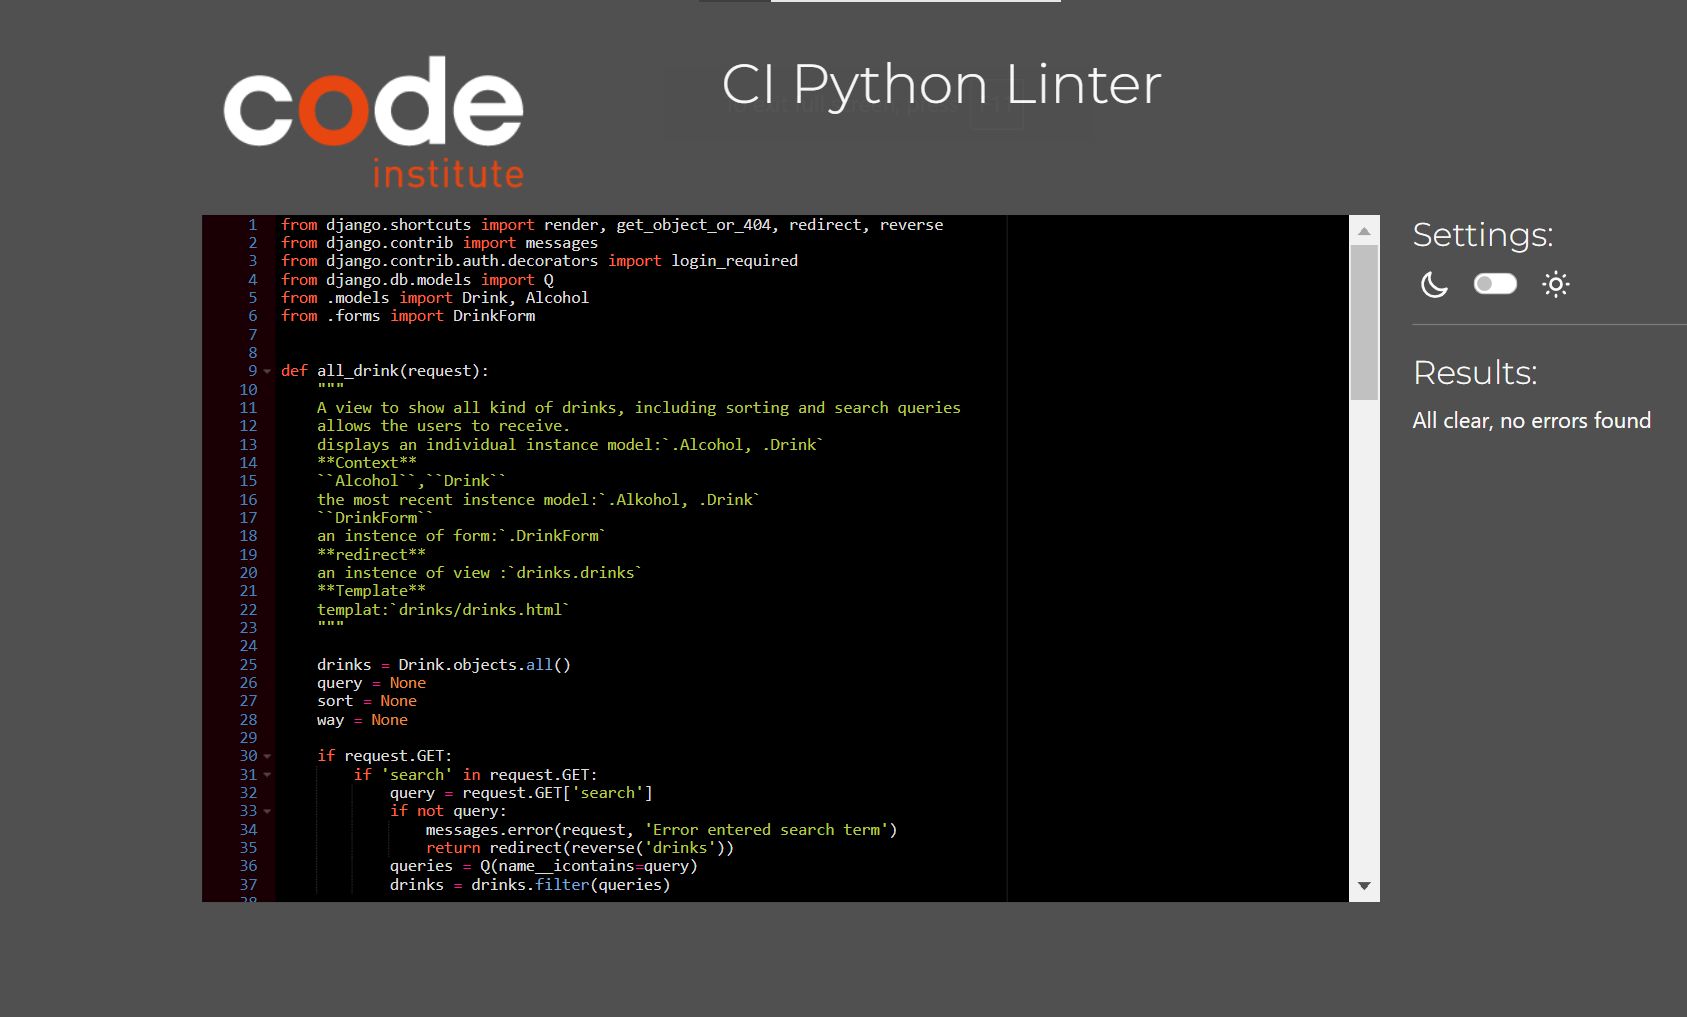 code
institute
CI Python Linter
1 from django.shortcuts import render, get_object_or_404, redirect, reverse
2 from django.contrib import messages
3 from django.contrib.auth.decorators import login_required
4 from django.db.models import Q
5 from .models import Drink, Alcohol
6 from .forms import DrinkForm
7
8
9 def all_drink(request):
10     """
11     A view to show all kind of drinks, including sorting and search queries
12     allows the users to receive.
13     displays an individual instance model:`.Alcohol, .Drink`
14     **Context**
15     ``Alcohol``,``Drink``
16     the most recent instence model:`.Alkohol, .Drink`
17     ``DrinkForm``
18     an instence of form:`.DrinkForm`
19     **redirect**
20     an instence of view :`drinks.drinks`
21     **Template**
22     templat:`drinks/drinks.html`
23     """
24
25     drinks = Drink.objects.all()
26     query = None
27     sort = None
28     way = None
29
30     if request.GET:
31         if 'search' in request.GET:
32             query = request.GET['search']
33             if not query:
34                 messages.error(request, 'Error entered search term')
35                 return redirect(reverse('drinks'))
36             queries = Q(name__icontains=query)
37             drinks = drinks.filter(queries)
38
Settings:
Results:
All clear, no errors found